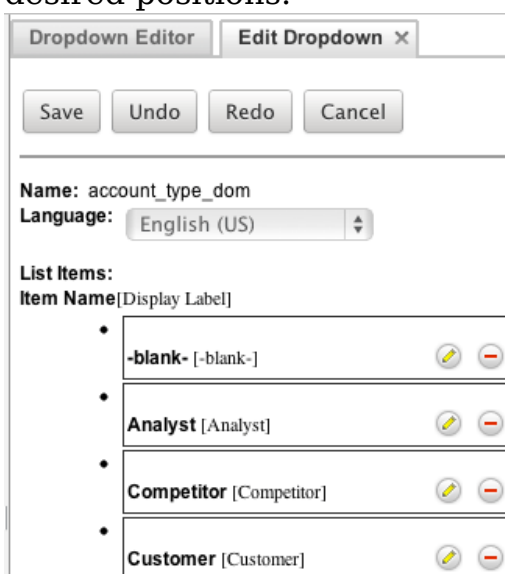 desired positions.
Dropdown Editor Edit Dropdown ×
Save Undo Redo Cancel
Name: account_type_dom
Language: English (US)
List Items:
Item Name[Display Label]
-blank- [-blank-]
Analyst [Analyst]
Competitor [Competitor]
Customer [Customer]